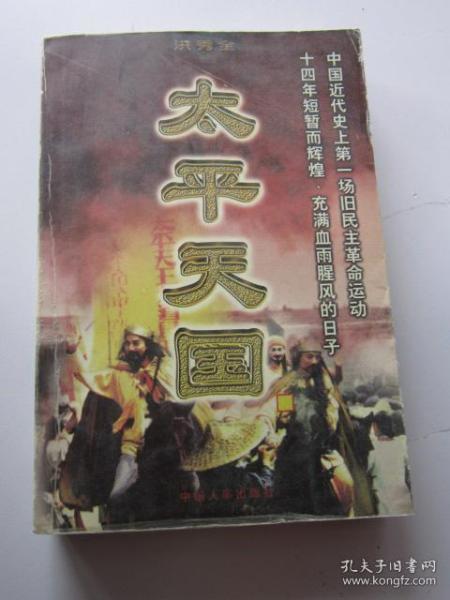 洪秀全
太平天国
中国近代史上第一场旧民主革命运动
十四年短暂而辉煌·充满血雨腥风的日子
孔夫子旧书网
www.kongfz.com